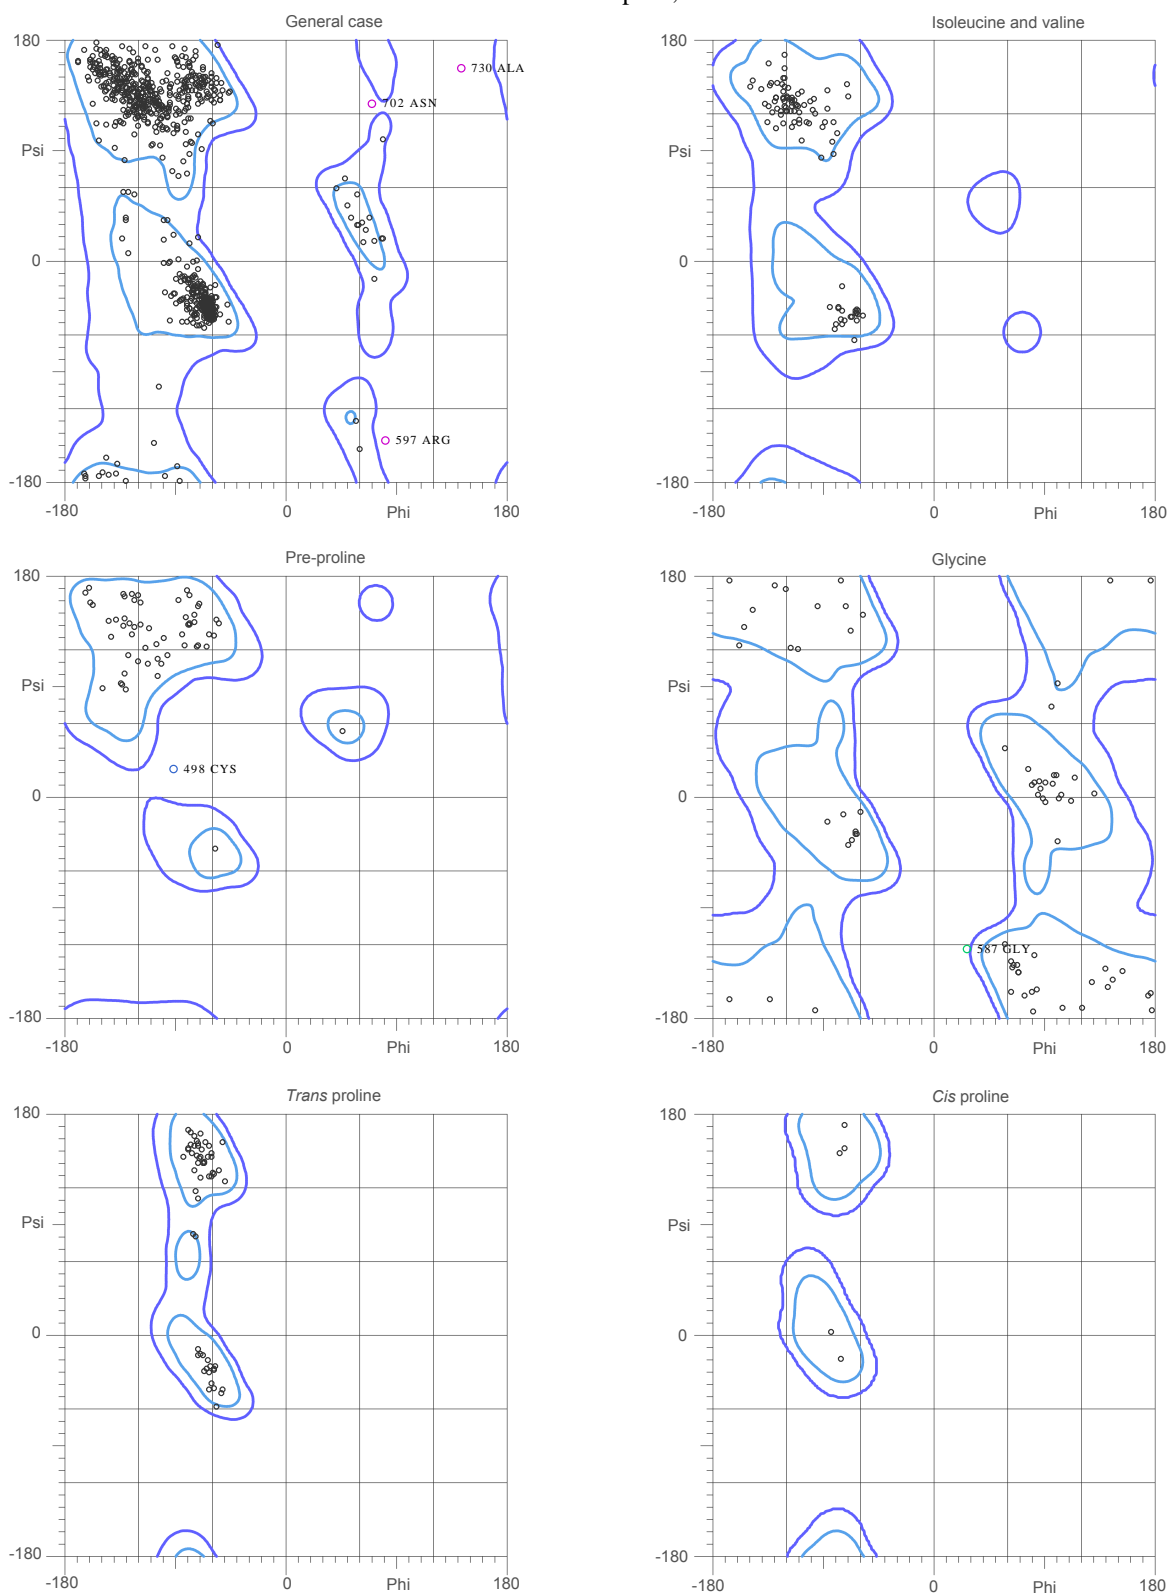 General case
180
Psi
0
-180
-180
0
Phi
180
730 ALA
702 ASN
597 ARG
Isoleucine and valine
180
Psi
0
-180
-180
0
Phi
180
Pre-proline
180
Psi
0
-180
-180
0
Phi
180
498 CYS
Glycine
180
Psi
0
-180
-180
0
Phi
180
587 GLY
Trans proline
180
Psi
0
-180
-180
0
Phi
180
Cis proline
180
Psi
0
-180
-180
0
Phi
180